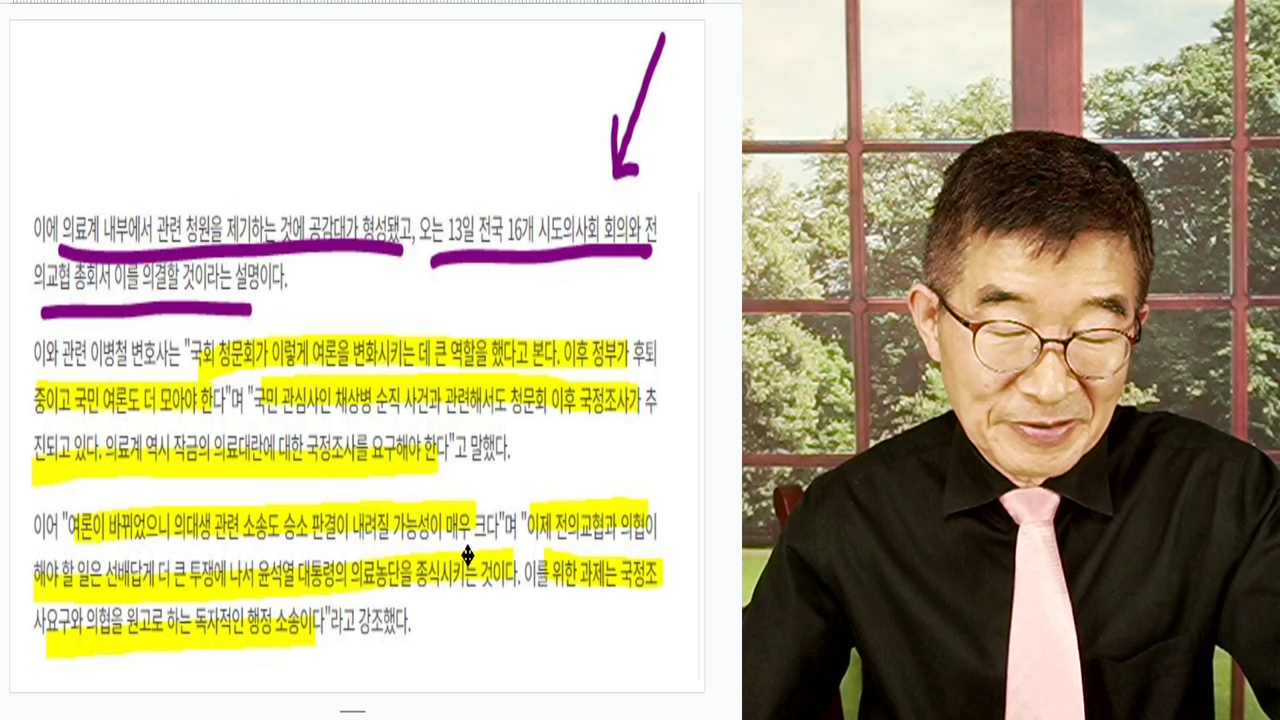 이에 의료계 내부에서 관련 청원을 제기하는 것에 공감대가 형성됐고, 오는 13일 전국 16개 시도의사회 회의와 전
의교협 총회서 이를 의결할 것이라는 설명이다.
이와 관련 이병철 변호사는 "국회 청문회가 이렇게 여론을 변화시키는 데 큰 역할을 했다고 본다. 이후 정부가 후퇴
중이고 국민 여론도 더 모아야 한다"며 "국민 관심사인 채상병 순직 사건과 관련해서도 청문회 이후 국정조사가 추
진되고 있다. 의료계 역시 작금의 의료대란에 대한 국정조사를 요구해야 한다"고 말했다.
이어 "여론이 바뀌었으니 의대생 관련 소송도 승소 판결이 내려질 가능성이 매우 크다"며 "이제 전의교협과 의협이
해야 할 일은 선배답게 더 큰 투쟁에 나서 윤석열 대통령의 의료농단을 종식시키는 것이다. 이를 위한 과제는 국정조
사요구와 의협을 원고로 하는 독자적인 행정 소송이다"라고 강조했다.